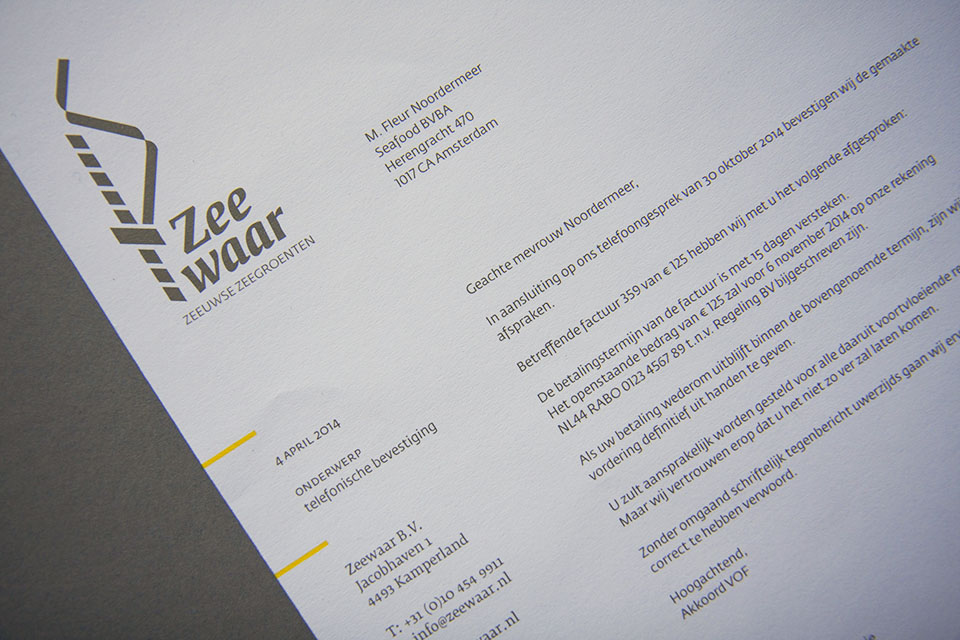 Zee
waar
ZEEUWSE ZEEGROENTEN
M. Fleur Noordermeer
Seafood BVBA
Herengracht 470
1017 CA Amsterdam
Geachte mevrouw Noordermeer,
In aansluiting op ons telefoongesprek van 30 oktober 2014 bevestigen wij de gemaakte
afspraken.
Betreffende factuur 359 van € 125 hebben wij met u het volgende afgesproken:
De betalingstermijn van de factuur is met 15 dagen versteken.
Het openstaande bedrag van € 125 zal voor 6 november 2014 op onze rekening
NL44 RABO 0123 4567 89 t.n.v. Regeling BV bijgeschreven zijn.
Als uw betaling wederom uitblijft binnen de bovengenoemde termijn, zijn
vordering definitief uit handen te geven.
U zult aansprakelijk worden gesteld voor alle daaruit voortvloeiende
Maar wij vertrouwen erop dat u het niet zo ver zal laten komen.
Zonder omgaand schriftelijk tegenbericht uwerzijds gaan wij
correct te hebben verwoord.
Hoogachtend,
Akkoord VOF
4 APRIL 2014
ONDERWERP
telefonische bevestiging
Zeewaar B.V.
Jacobhaven 1
4493 Kamperland
T: +31 (0)10 454 9911
info@zeewaar.nl
waar.nl